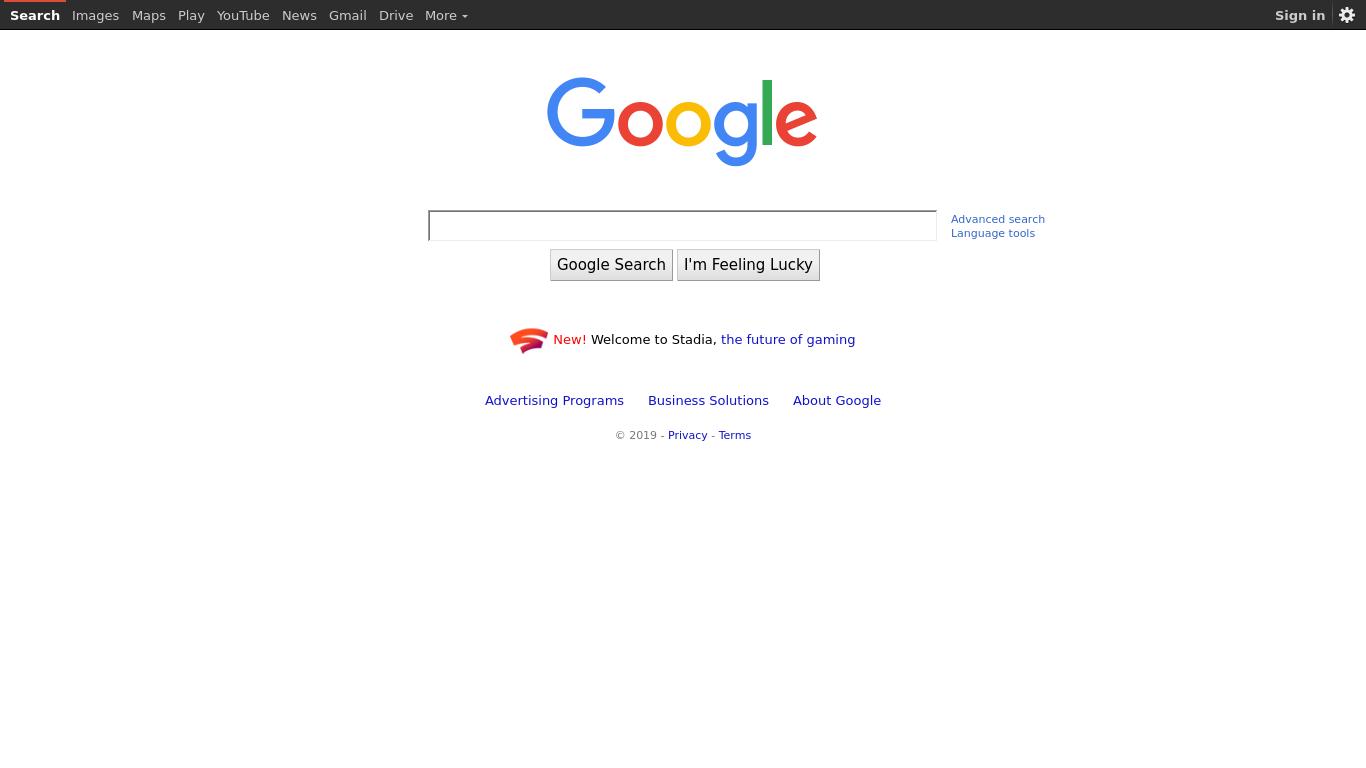 Search Images Maps Play YouTube News Gmail Drive More Sign in
Google
Advanced search
Language tools
Google Search I'm Feeling Lucky
New! Welcome to Stadia, the future of gaming
Advertising Programs Business Solutions About Google
© 2019 - Privacy - Terms